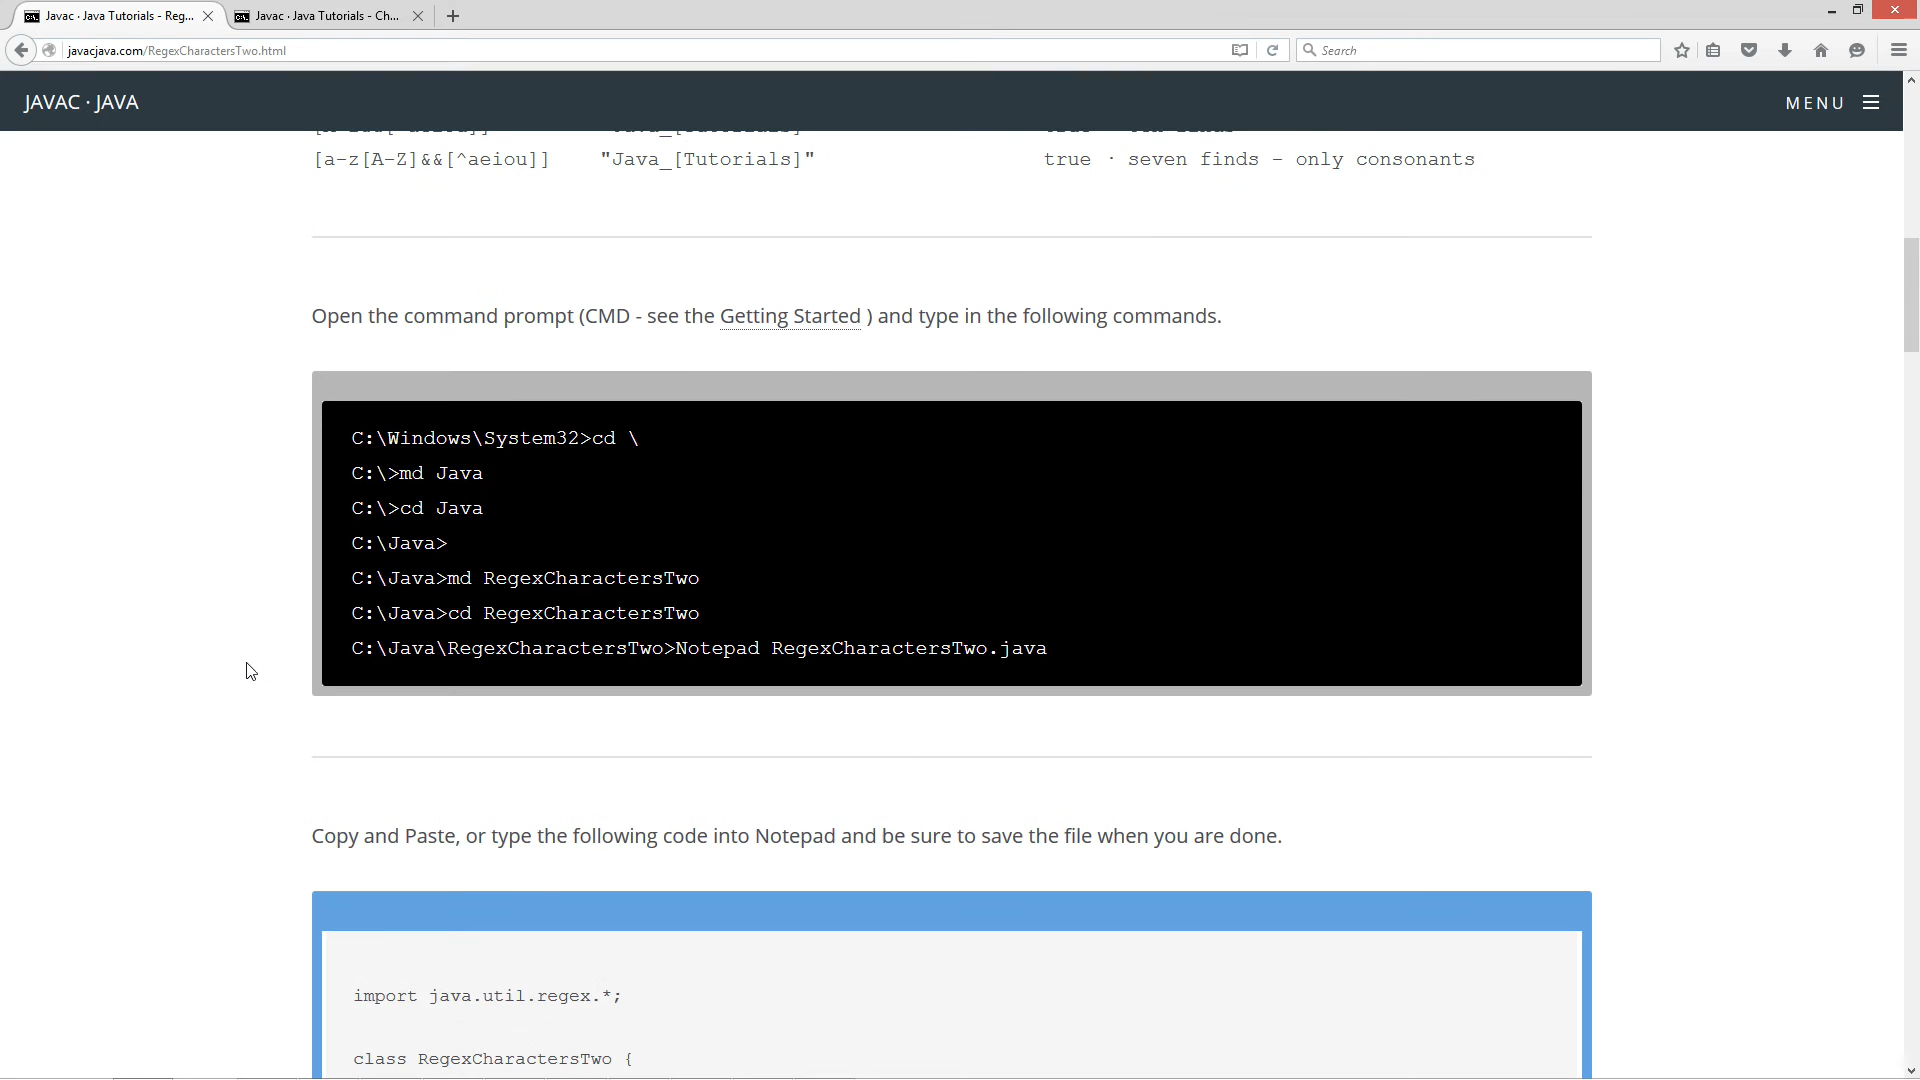 Javac · Java Tutorials - Reg...
Javac · Java Tutorials - Ch...
javacjava.com/RegexCharactersTwo.html
Search
JAVAC · JAVA
MENU
[a-z[A-Z]&&[^aeiou]] "Java_[Tutorials]" true · seven finds - only consonants
Open the command prompt (CMD - see the Getting Started ) and type in the following commands.
C:\Windows\System32>cd \
C:\>md Java
C:\>cd Java
C:\Java>
C:\Java>md RegexCharactersTwo
C:\Java>cd RegexCharactersTwo
C:\Java\RegexCharactersTwo>Notepad RegexCharactersTwo.java
Copy and Paste, or type the following code into Notepad and be sure to save the file when you are done.
import java.util.regex.*;
class RegexCharactersTwo {